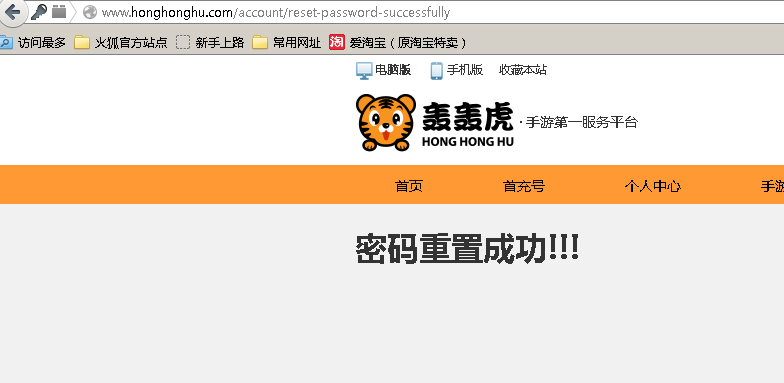 www.honghonghu.com/account/reset-password-successfully
访问最多 火狐官方站点 新手上路 常用网址 淘 爱淘宝（原淘宝特卖）
电脑版 手机版 收藏本站
轰轰虎 · 手游第一服务平台
HONG HONG HU
首页 首充号 个人中心 手游
密码重置成功!!!